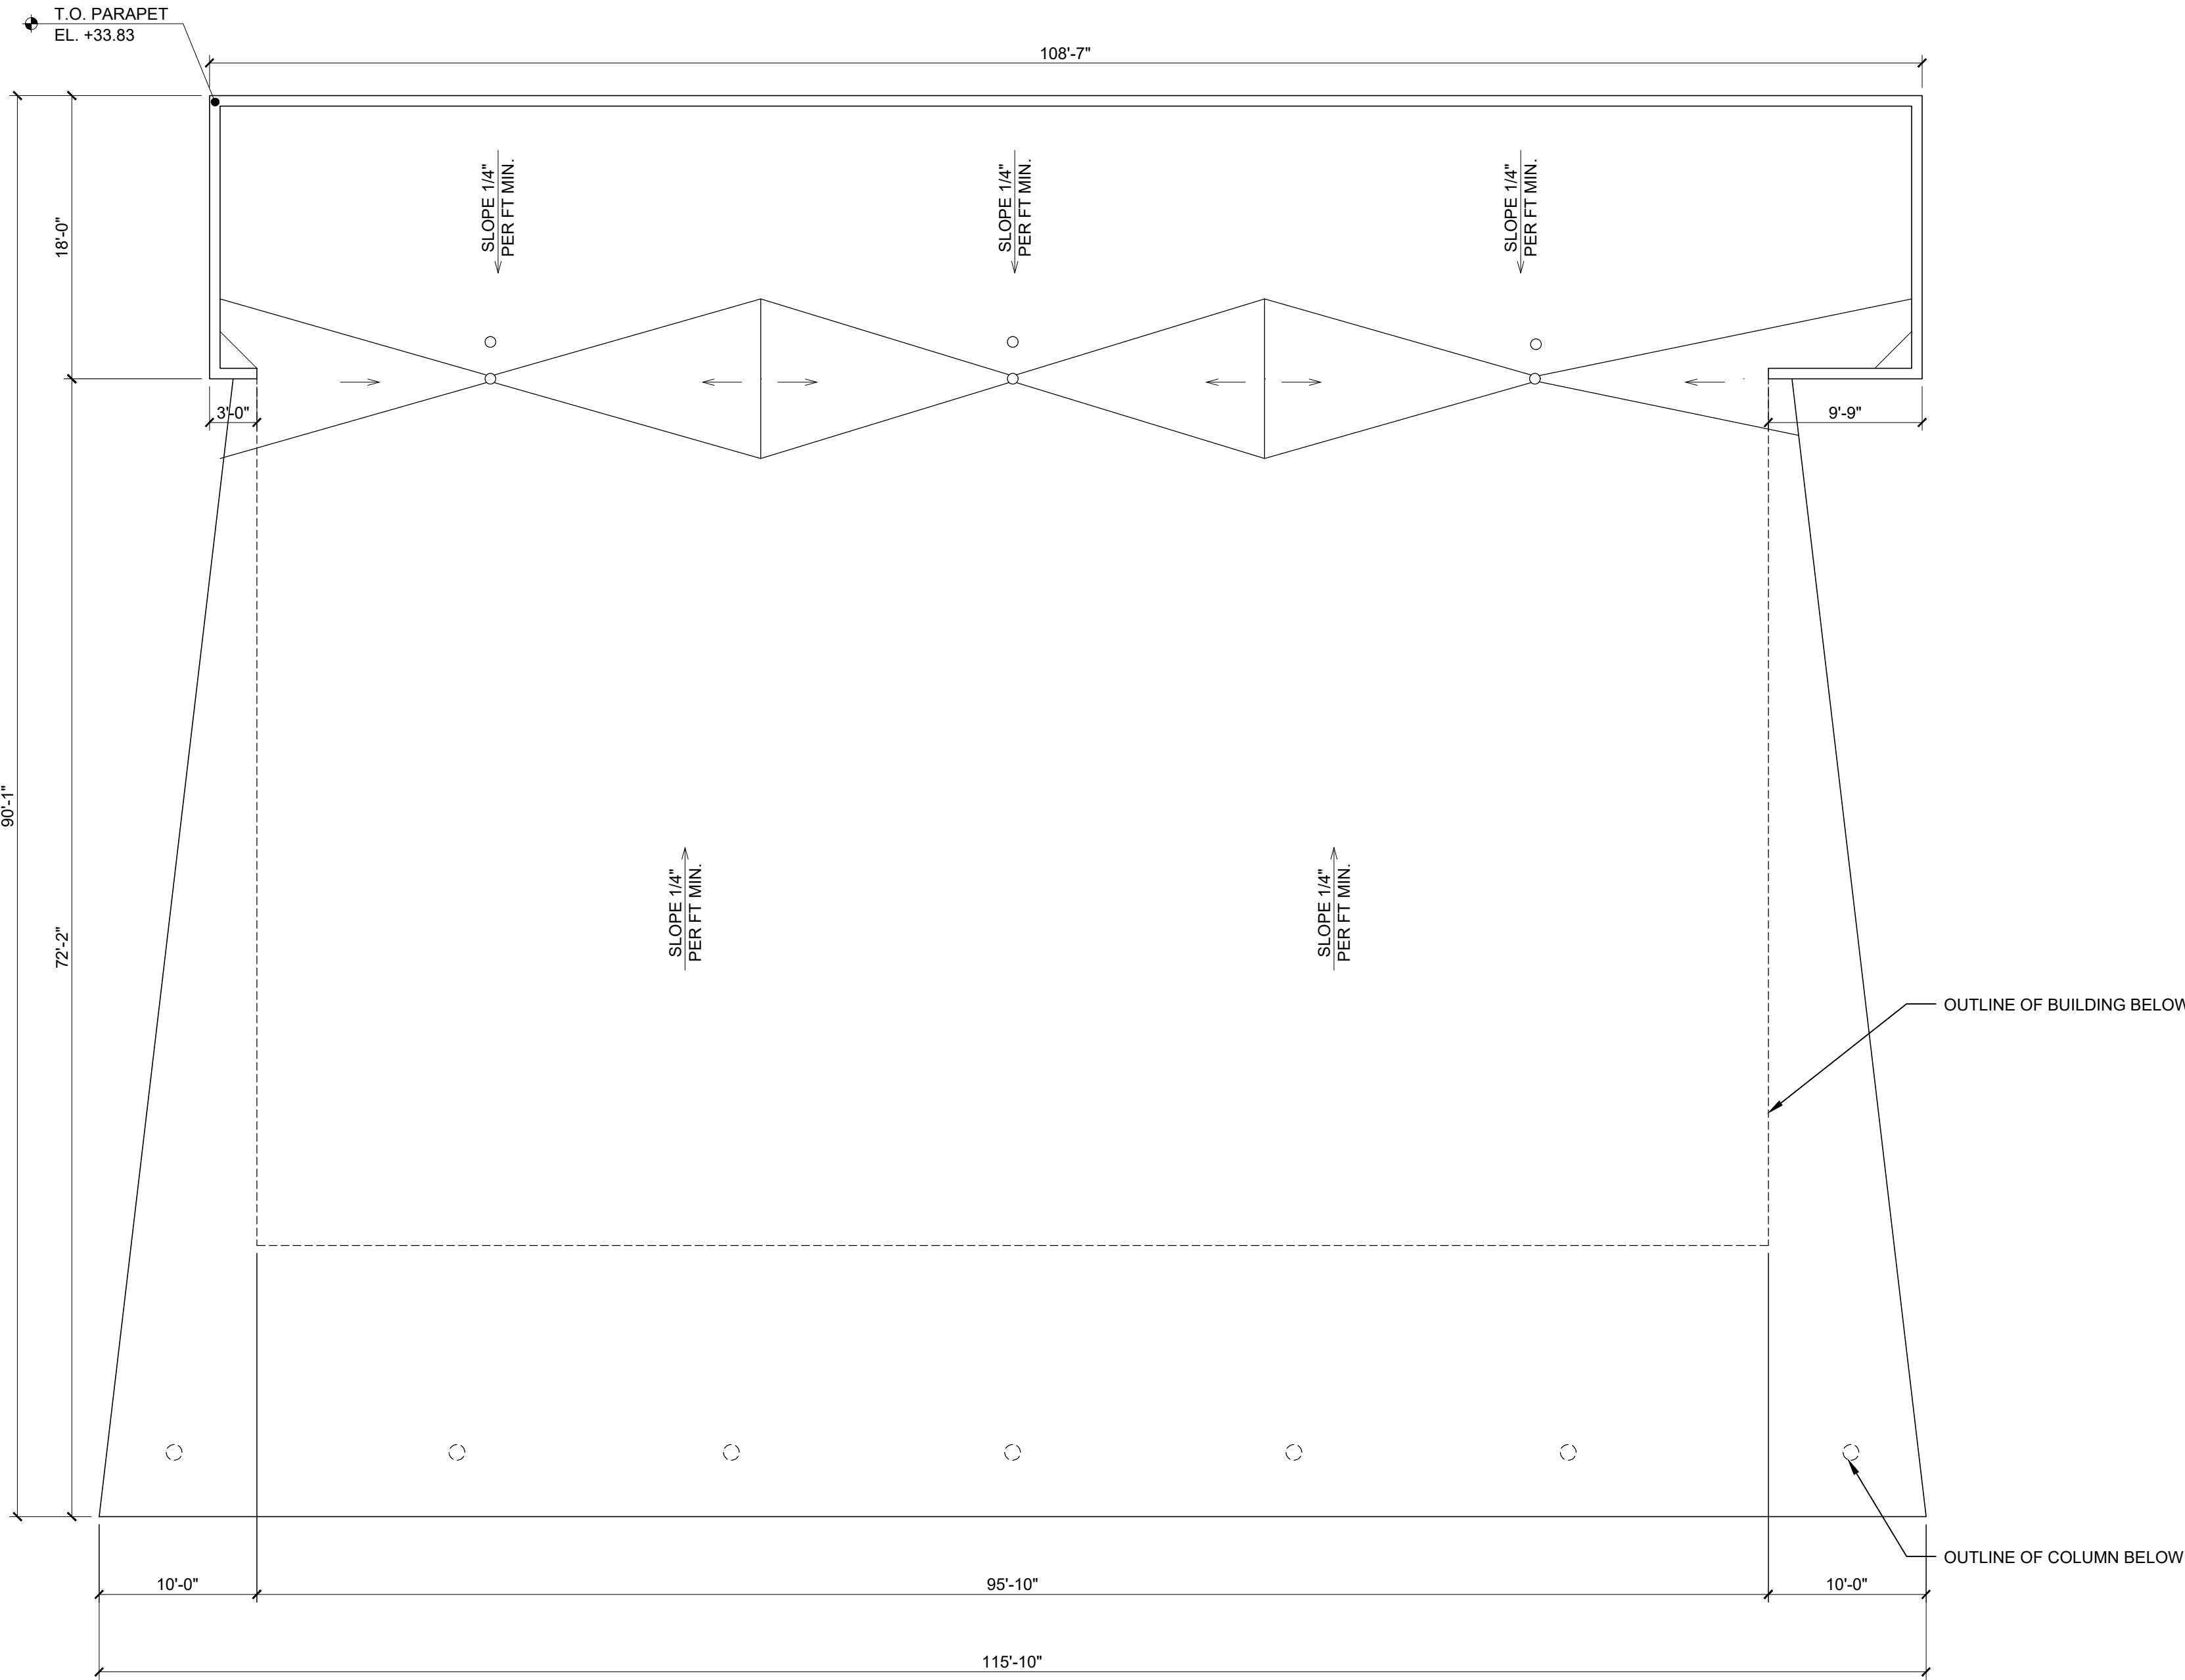 T.O. PARAPET
EL. +33.83
108'-7"
SLOPE 1/4"
PER FT MIN.
SLOPE 1/4"
PER FT MIN.
SLOPE 1/4"
PER FT MIN.
18'-0"
3'-0"
9'-9"
90'-1"
72'-2"
SLOPE 1/4"
PER FT MIN.
SLOPE 1/4"
PER FT MIN.
OUTLINE OF BUILDING BELOW
OUTLINE OF COLUMN BELOW
10'-0"
95'-10"
10'-0"
115'-10"